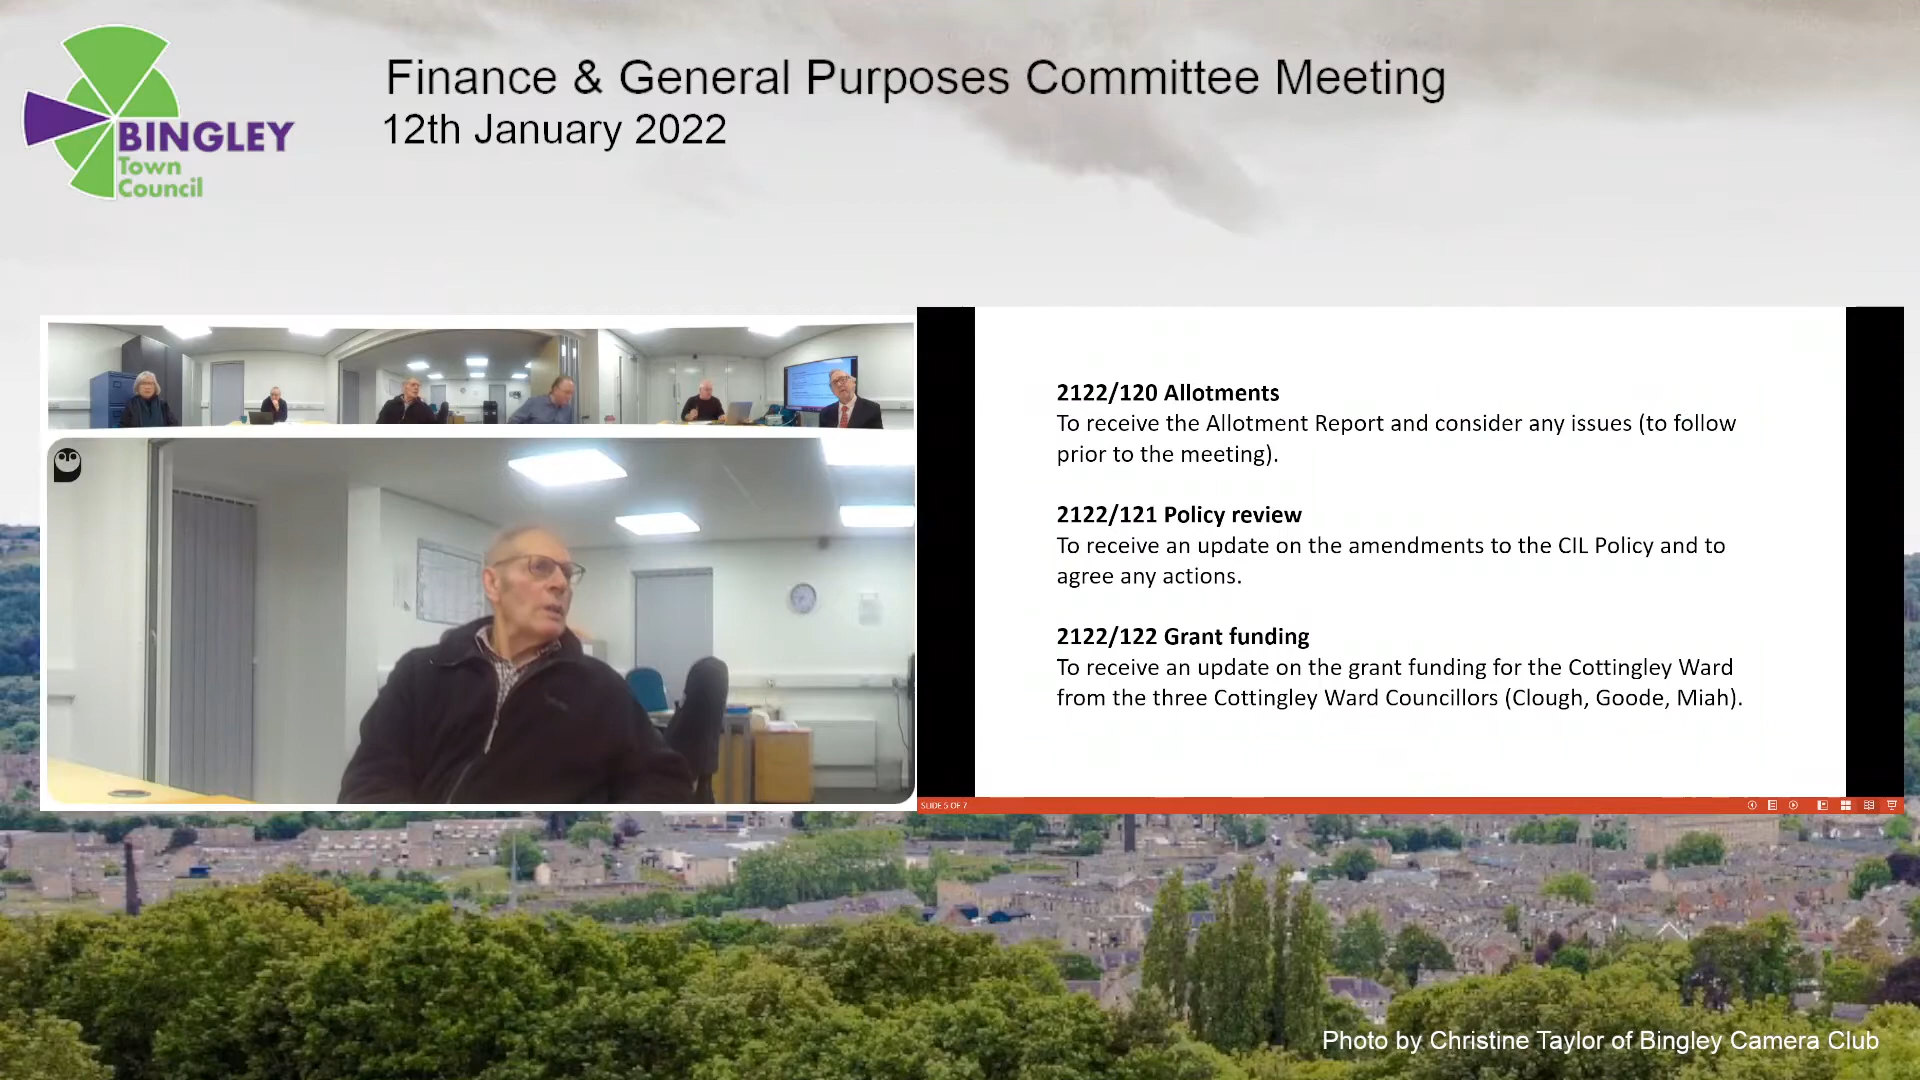 BINGLEY
Town
Council
Finance & General Purposes Committee Meeting
12th January 2022
2122/120 Allotments
To receive the Allotment Report and consider any issues (to follow
prior to the meeting).
2122/121 Policy review
To receive an update on the amendments to the CIL Policy and to
agree any actions.
2122/122 Grant funding
To receive an update on the grant funding for the Cottingley Ward
from the three Cottingley Ward Councillors (Clough, Goode, Miah).
SLIDE 5 OF 7
Photo by Christine Taylor of Bingley Camera Club